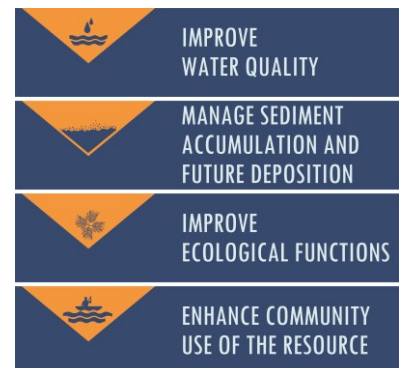 IMPROVE
WATER QUALITY
MANAGE SEDIMENT
ACCUMULATION AND
FUTURE DEPOSITION
IMPROVE
ECOLOGICAL FUNCTIONS
ENHANCE COMMUNITY
USE OF THE RESOURCE